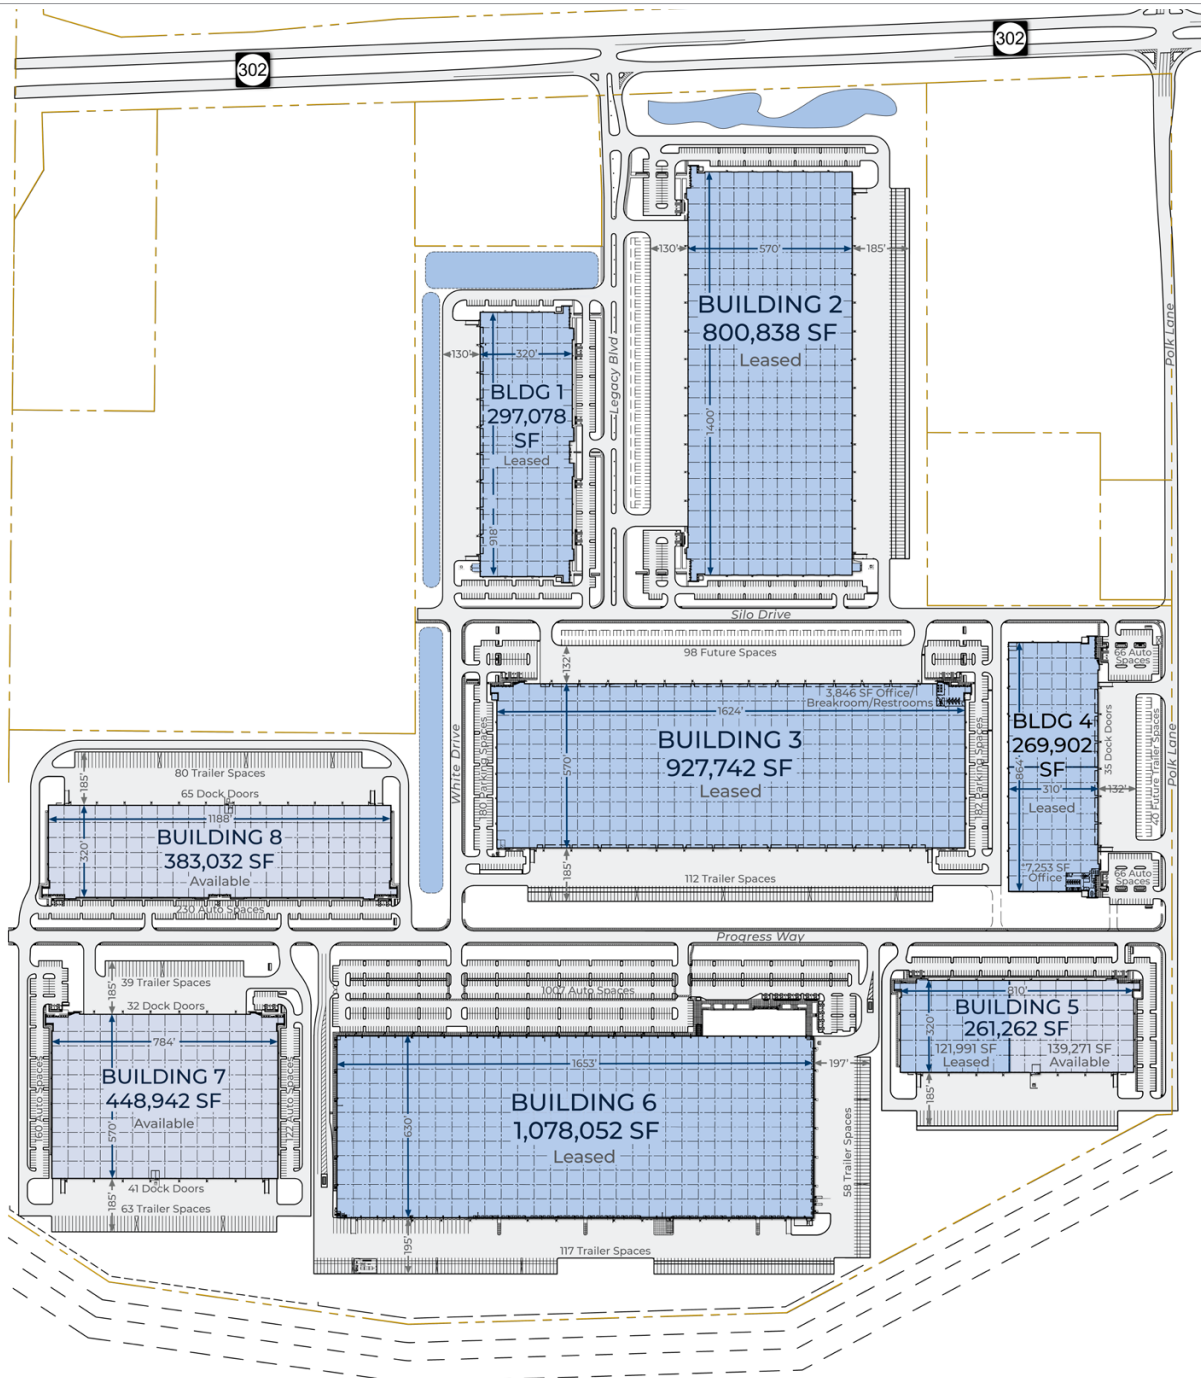 302
302
130'
570'
185'
BUILDING 2
800,838 SF
Leased
1400'
Legacy Blvd
Polk Lane
130'
320'
BLDG 1
297,078
SF
Leased
918'
Silo Drive
98 Future Spaces
132'
3,846 SF Office/
Breakroom/Restrooms
1624'
BUILDING 3
927,742 SF
Leased
570'
180 Parking Spaces
182 Parking Spaces
185'
112 Trailer Spaces
White Drive
66 Auto
Spaces
BLDG 4
269,902
SF
864'
310'
Leased
132'
35 Dock Doors
40 Future Trailer Spaces
*7,253 SF
Office
66 Auto
Spaces
Polk Lane
185'
80 Trailer Spaces
65 Dock Doors
1188'
BUILDING 8
383,032 SF
Available
320'
230 Auto Spaces
Progress Way
39 Trailer Spaces
185'
32 Dock Doors
784'
BUILDING 7
448,942 SF
Available
570'
160 Auto Spaces
122 Auto Spaces
41 Dock Doors
185'
63 Trailer Spaces
1007 Auto Spaces
1653'
197'
BUILDING 6
1,078,052 SF
Leased
630'
58 Trailer Spaces
195'
117 Trailer Spaces
810'
BUILDING 5
261,262 SF
320'
121,991 SF
Leased
139,271 SF
Available
185'